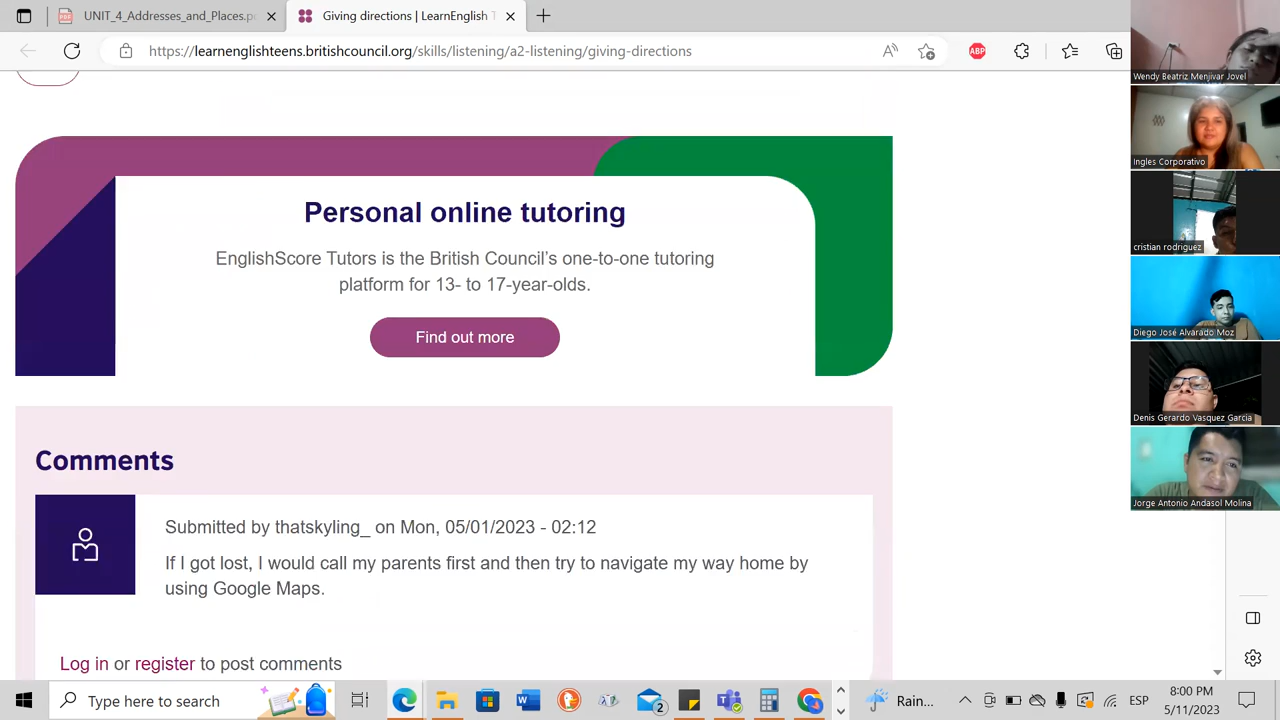 UNIT_4_Addresses_and_Places.p
Giving directions | LearnEnglish T
https://learnenglishteens.britishcouncil.org/skills/listening/a2-listening/giving-directions
ABP
Personal online tutoring
EnglishScore Tutors is the British Council's one-to-one tutoring
platform for 13- to 17-year-olds.
Find out more
Comments
Submitted by thatskyling_ on Mon, 05/01/2023 - 02:12
If I got lost, I would call my parents first and then try to navigate my way home by
using Google Maps.
Log in or register to post comments
Wendy Beatriz Menjivar Jovel
Ingles Corporativo
cristian rodriguez
Diego José Alvarado Moz
Denis Gerardo Vasquez Garcia
Jorge Antonio Andasol Molina
Type here to search
2
Rain...
ESP
8:00 PM
5/11/2023